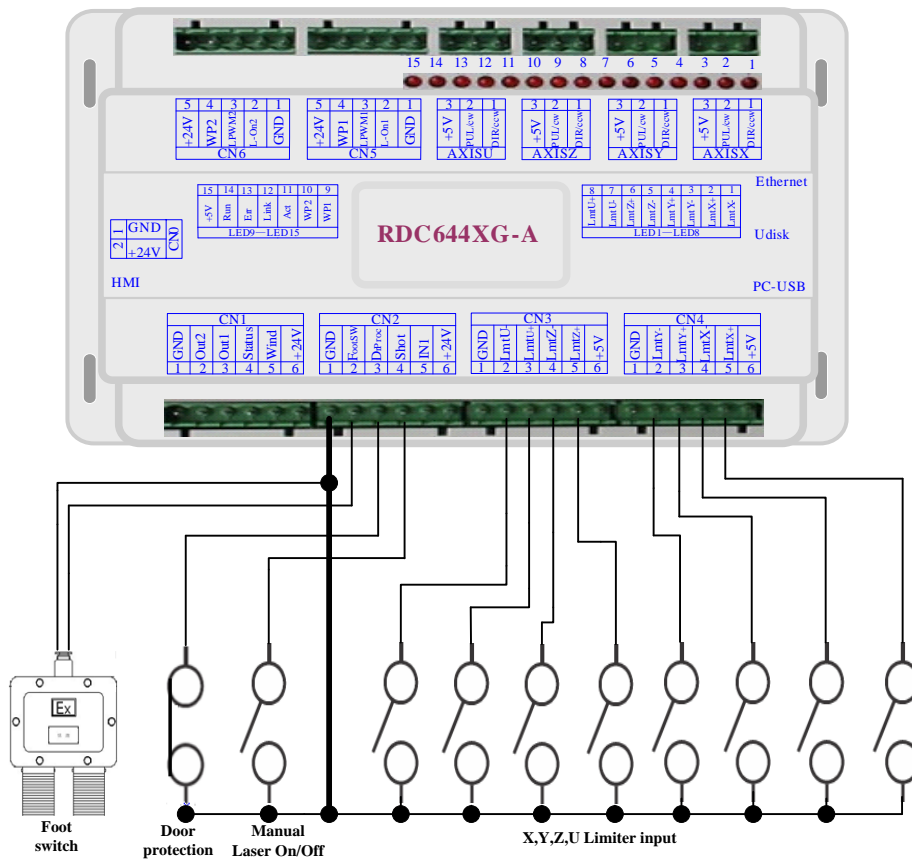 15 14 13 12 11 10 9 8 7 6 5 4 3 2 1
5 4 3 2 1
+24V WP2 LPWM2 L-On2 GND
CN6
5 4 3 2 1
+24V WP1 LPWM1 L-On1 GND
CN5
3 2 1
+5V PUL/cw DIR/ccw
AXISU
3 2 1
+5V PUL/cw DIR/ccw
AXISZ
3 2 1
+5V PUL/cw DIR/ccw
AXISY
3 2 1
+5V PUL/cw DIR/ccw
AXISX
Ethernet
15 14 13 12 11 10 9
+5V Run Err Link Act WP2 WP1
LED9—LED15
8 7 6 5 4 3 2 1
LmtU+ LmtU- LmtZ+ LmtZ- LmtY+ LmtY- LmtX+ LmtX-
LED1—LED8
RDC644XG-A
1 GND
2 +24V
CN0
Udisk
HMI
PC-USB
CN1
GND Out2 Out1 Status Wind +24V
1 2 3 4 5 6
CN2
GND FootSW DrProc Shot IN1 +24V
1 2 3 4 5 6
CN3
GND LmtU- LmtU+ LmtZ- LmtZ+ +5V
1 2 3 4 5 6
CN4
GND LmtY- LmtY+ LmtX- LmtX+ +5V
1 2 3 4 5 6
Ex
Foot
switch
Door
protection
Manual
Laser On/Off
X,Y,Z,U Limiter input